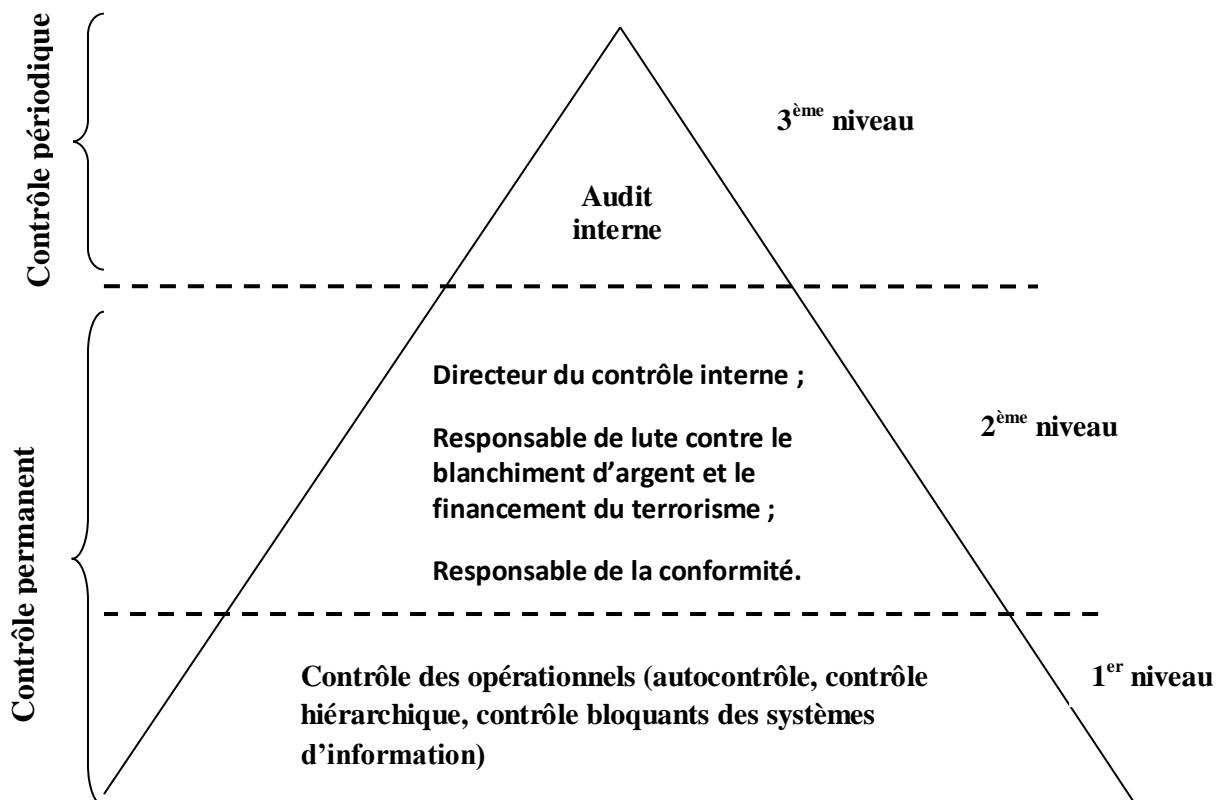 Contrôle périodique
3ème niveau
Audit
interne
Contrôle permanent
Directeur du contrôle interne ;
Responsable de lute contre le
blanchiment d’argent et le
financement du terrorisme ;
Responsable de la conformité.
2ème niveau
Contrôle des opérationnels (autocontrôle, contrôle
hiérarchique, contrôle bloquants des systèmes
d’information)
1er niveau